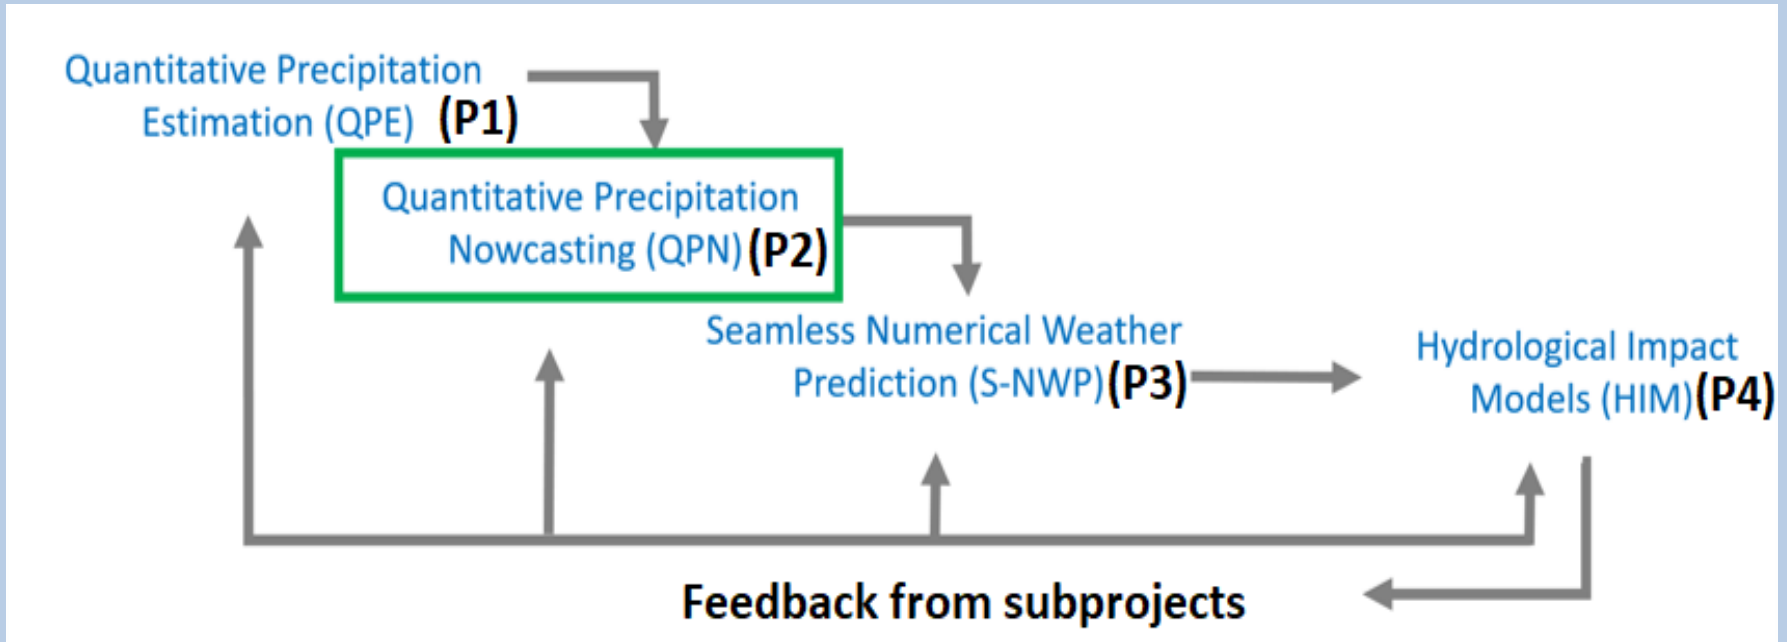 Quantitative Precipitation
Estimation (QPE) (P1)
Quantitative Precipitation
Nowcasting (QPN) (P2)
Seamless Numerical Weather
Prediction (S-NWP) (P3)
Hydrological Impact
Models (HIM) (P4)
Feedback from subprojects